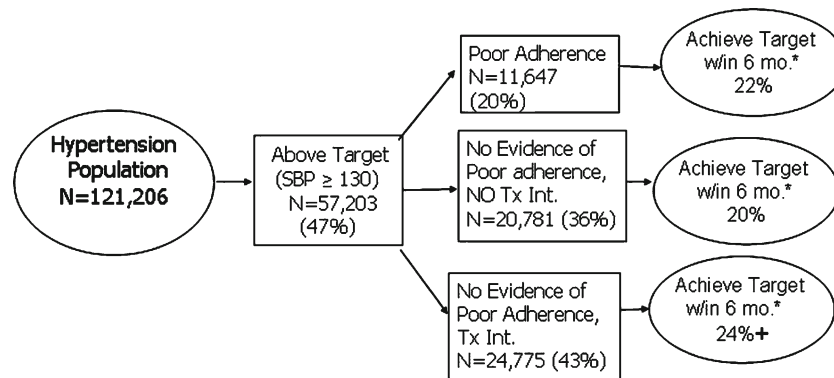 Hypertension
Population
N=121,206
Above Target
(SBP ≥ 130)
N=57,203
(47%)
Poor Adherence
N=11,647
(20%)
Achieve Target
w/in 6 mo.*
22%
No Evidence of
Poor adherence,
NO Tx Int.
N=20,781 (36%)
Achieve Target
w/in 6 mo.*
20%
No Evidence of
Poor Adherence,
Tx Int.
N=24,775 (43%)
Achieve Target
w/in 6 mo.*
24%+